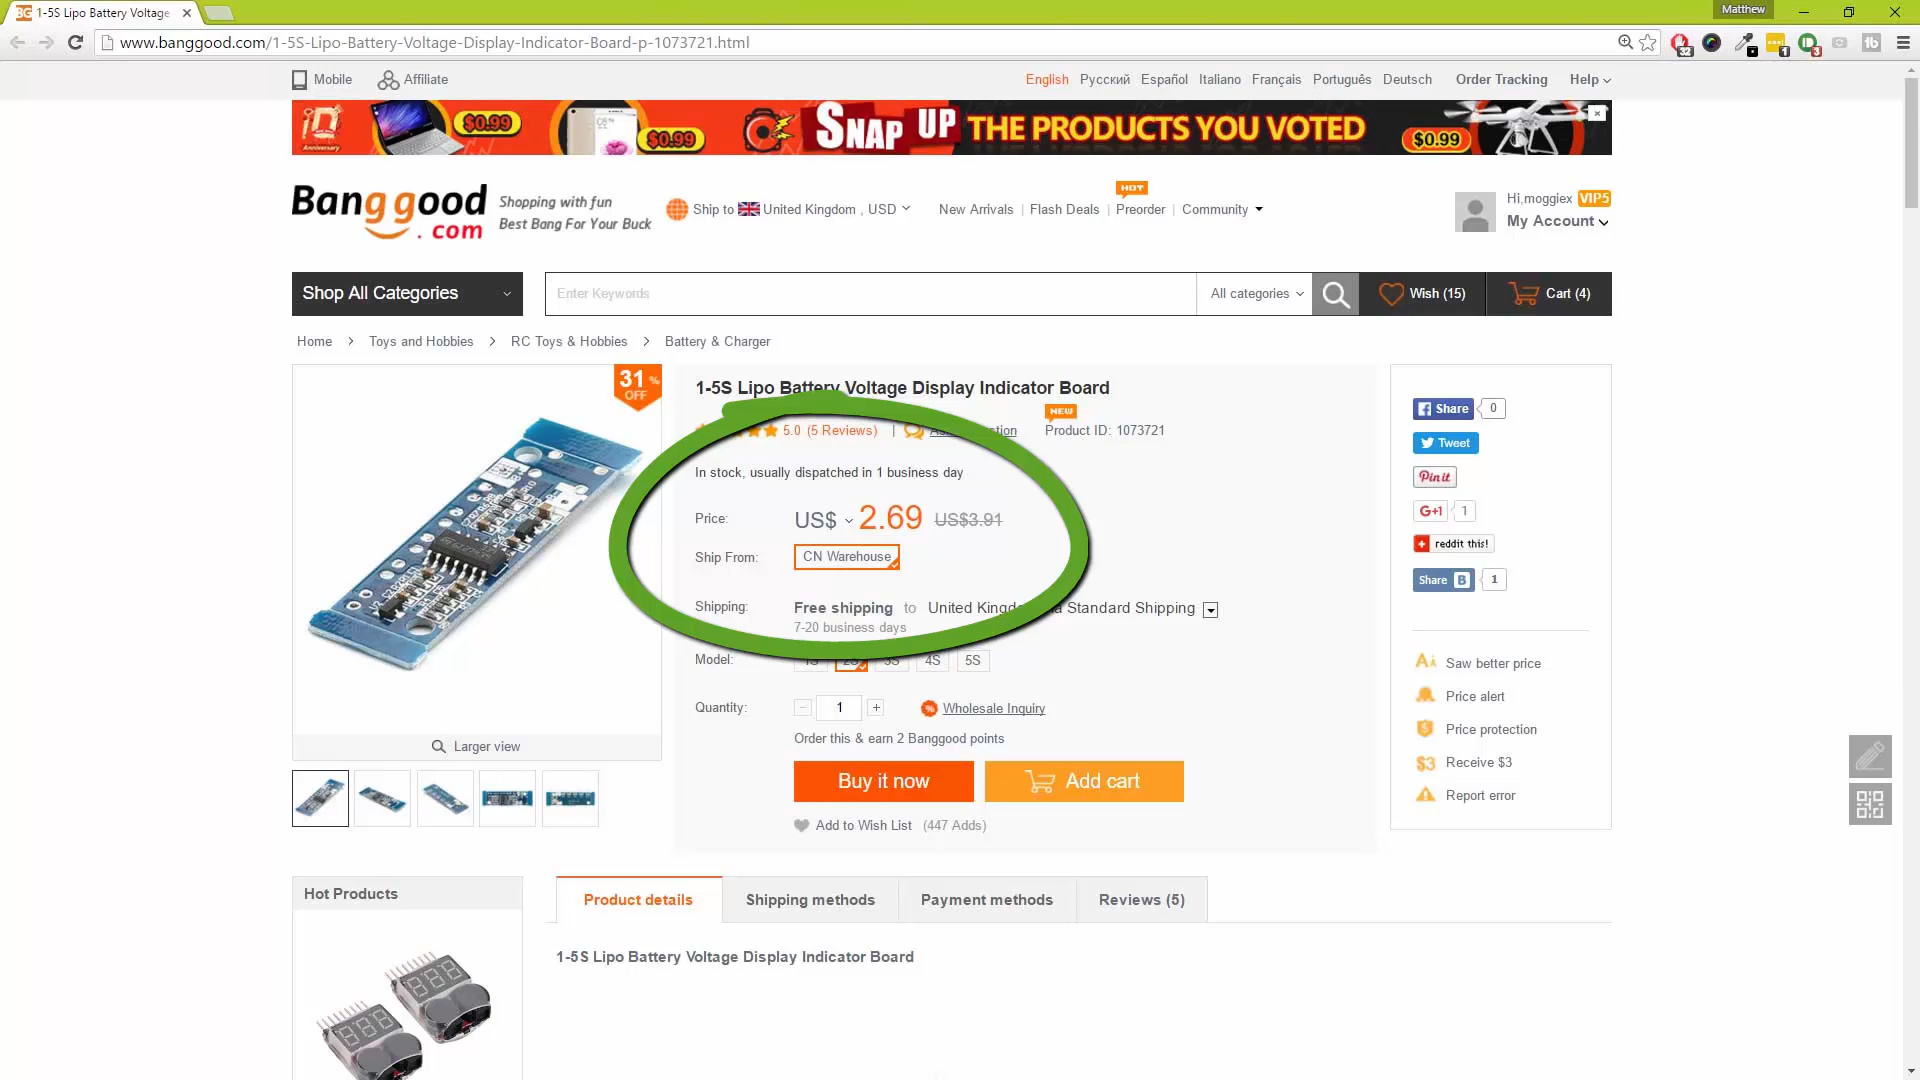 1-5S Lipo Battery Voltage
Matthew
www.banggood.com/1-5S-Lipo-Battery-Voltage-Display-Indicator-Board-p-1073721.html
Mobile Affiliate
English Русский Español Italiano Français Português Deutsch Order Tracking Help
Anniversary $0.99 $0.99 SNAP UP THE PRODUCTS YOU VOTED $0.99
HOT
Banggood.com
Shopping with fun
Best Bang For Your Buck
Ship to United Kingdom , USD
New Arrivals | Flash Deals | Preorder | Community
Hi,moggiex VIP5
My Account
Shop All Categories
Enter Keywords
All categories
Wish (15)
Cart (4)
Home > Toys and Hobbies > RC Toys & Hobbies > Battery & Charger
31 % OFF
1-5S Lipo Battery Voltage Display Indicator Board
NEW
5.0 (5 Reviews) | Product ID: 1073721
In stock, usually dispatched in 1 business day
Price: US$ 2.69 US$3.91
Ship From: CN Warehouse
Shipping: Free shipping to United Standard Shipping
7-20 business days
Model: 4S 5S
Quantity: - 1 + Wholesale Inquiry
Order this & earn 2 Banggood points
Buy it now
Add cart
Add to Wish List (447 Adds)
Larger view
Share 0
Tweet
Pin it
G+1 1
reddit this!
Share B 1
Saw better price
Price alert
Price protection
$3 Receive $3
Report error
Hot Products
Product details
Shipping methods
Payment methods
Reviews (5)
1-5S Lipo Battery Voltage Display Indicator Board